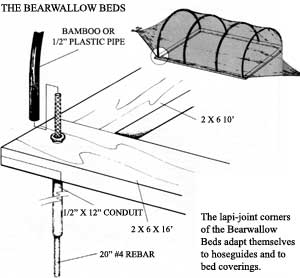 THE BEARWALLOW BEDS
BAMBOO OR
1/2" PLASTIC PIPE
2 X 6 10'
1/2" X 12" CONDUIT
2 X 6 X 16'
20" #4 REBAR
The lapi-joint corners
of the Bearwallow
Beds adapt themselves
to hoseguides and to
bed coverings.